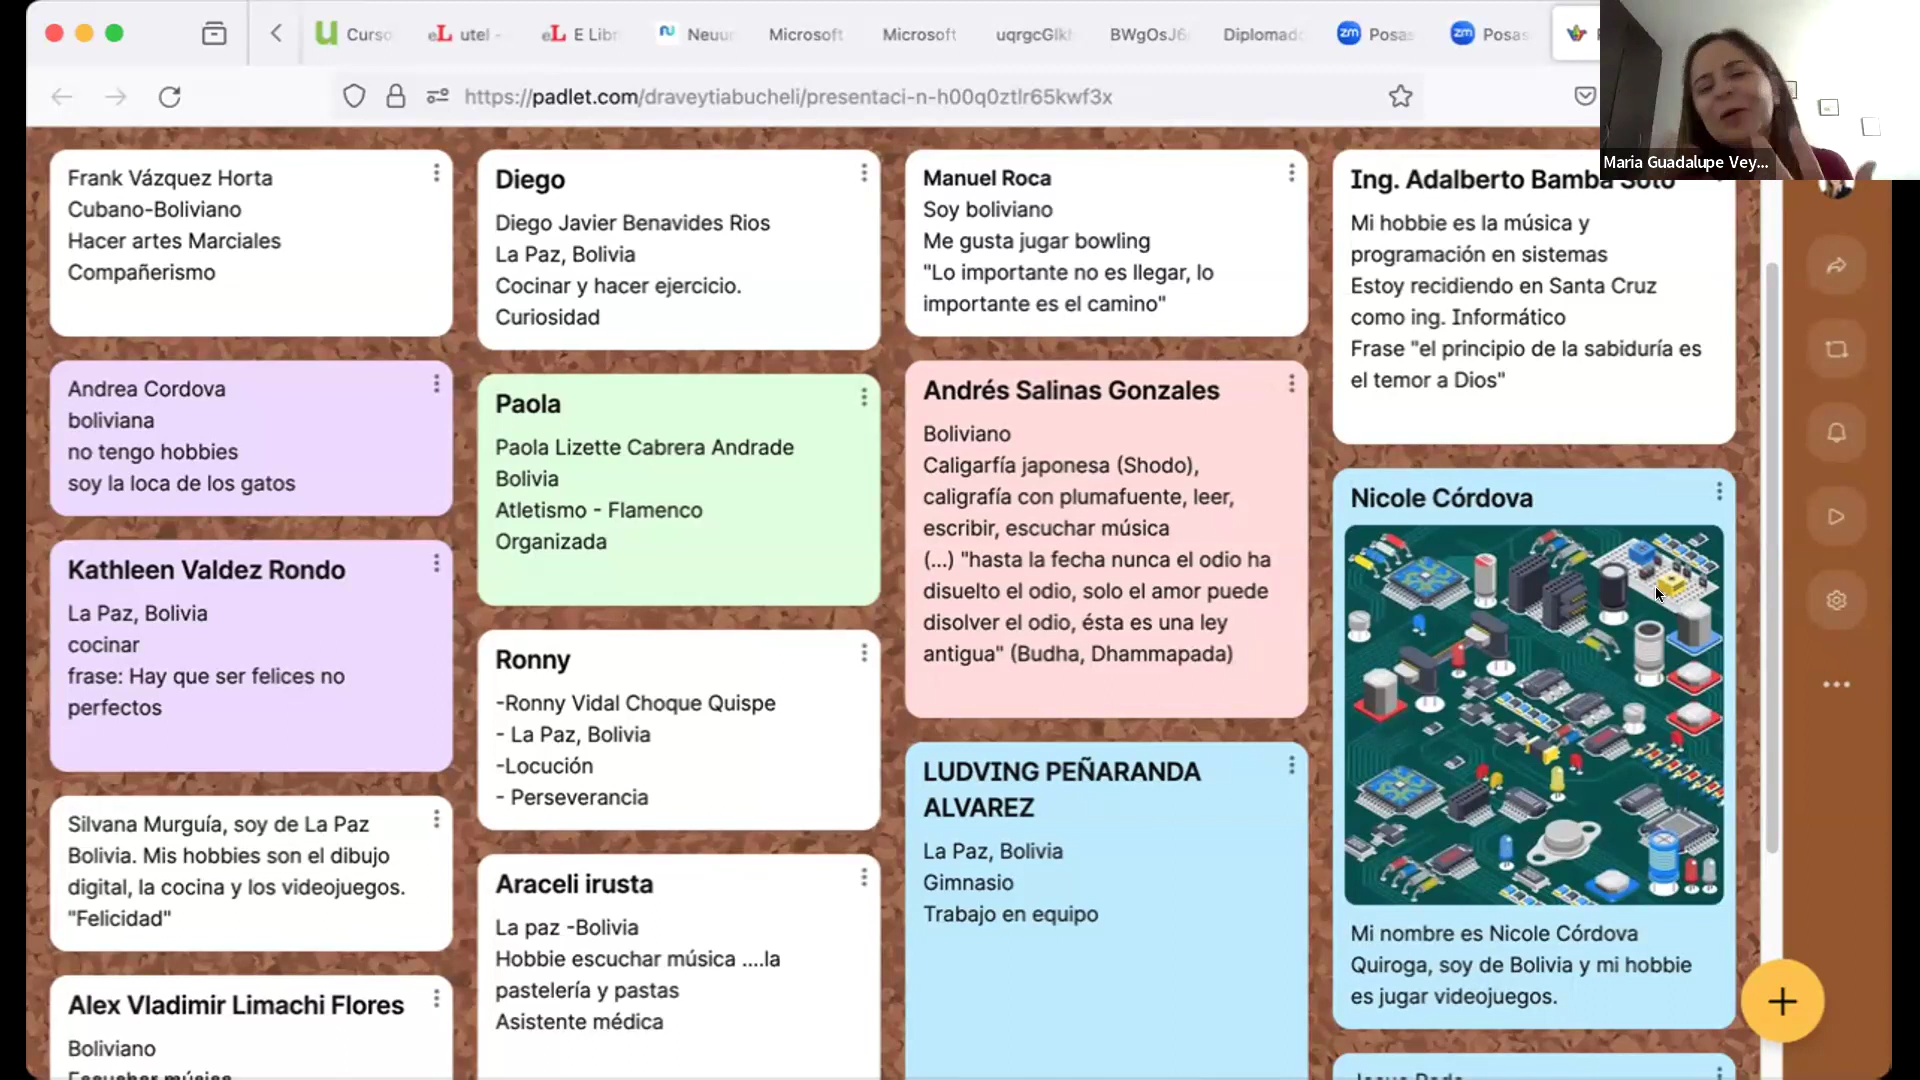 Curso
utel -
E Libr
Neuur
Microsoft
Microsoft
BWgOsJ6
Diplomado
Posas
Posas
https://padlet.com/draveytiabucheli/presentaci-n-h00q0ztlr65kwf3x
Maria Guadalupe Vey...
Frank Vázquez Horta
Cubano-Boliviano
Hacer artes Marciales
Compañerismo
Andrea Cordova
boliviana
no tengo hobbies
soy la loca de los gatos
Kathleen Valdez Rondo
La Paz, Bolivia
cocinar
frase: Hay que ser felices no
perfectos
Silvana Murguía, soy de La Paz
Bolivia. Mis hobbies son el dibujo
digital, la cocina y los videojuegos.
"Felicidad"
Alex Vladimir Limachi Flores
Boliviano
Escuchar música
Diego
Diego Javier Benavides Rios
La Paz, Bolivia
Cocinar y hacer ejercicio.
Curiosidad
Paola
Paola Lizette Cabrera Andrade
Bolivia
Atletismo - Flamenco
Organizada
Ronny
-Ronny Vidal Choque Quispe
- La Paz, Bolivia
-Locución
- Perseverancia
Araceli irusta
La paz -Bolivia
Hobbie escuchar música ....la
pastelería y pastas
Asistente médica
Manuel Roca
Soy boliviano
Me gusta jugar bowling
"Lo importante no es llegar, lo
importante es el camino"
Andrés Salinas Gonzales
Boliviano
Caligarfía japonesa (Shodo),
caligrafía con plumafuente, leer,
escribir, escuchar música
(...) "hasta la fecha nunca el odio ha
disuelto el odio, solo el amor puede
disolver el odio, ésta es una ley
antigua" (Budha, Dhammapada)
LUDVING PEÑARANDA
ALVAREZ
La Paz, Bolivia
Gimnasio
Trabajo en equipo
Ing. Adalberto Bamba Soto
Mi hobbie es la música y
programación en sistemas
Estoy recidiendo en Santa Cruz
como ing. Informático
Frase "el principio de la sabiduría es
el temor a Dios"
Nicole Córdova
Mi nombre es Nicole Córdova
Quiroga, soy de Bolivia y mi hobbie
es jugar videojuegos.